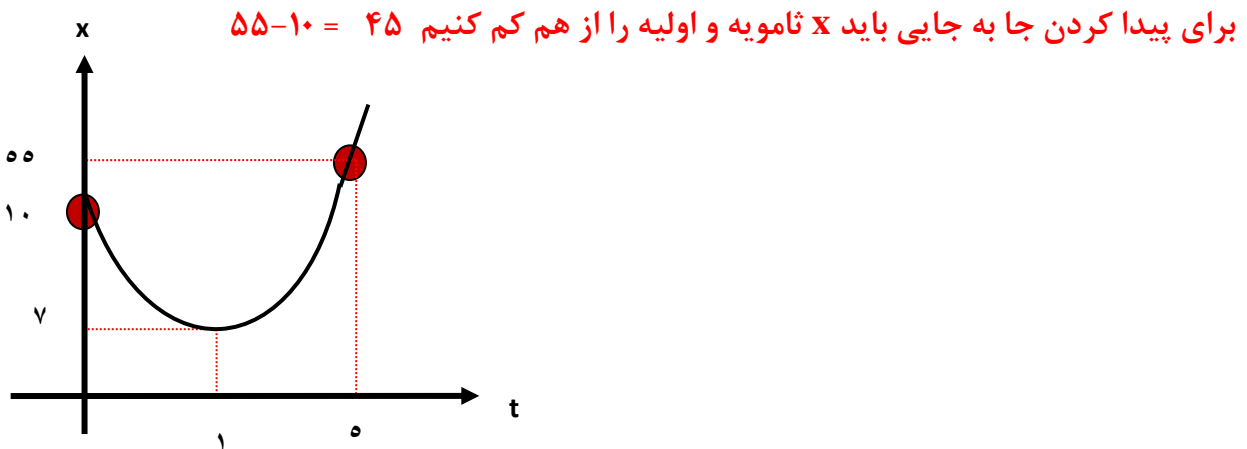 برای پیدا کردن جا به جایی باید x ثامویه و اولیه را از هم کم کنیم ۴۵ = ۱۰-۵۵
x
۵۵
۱۰
۷
t
۱
۵